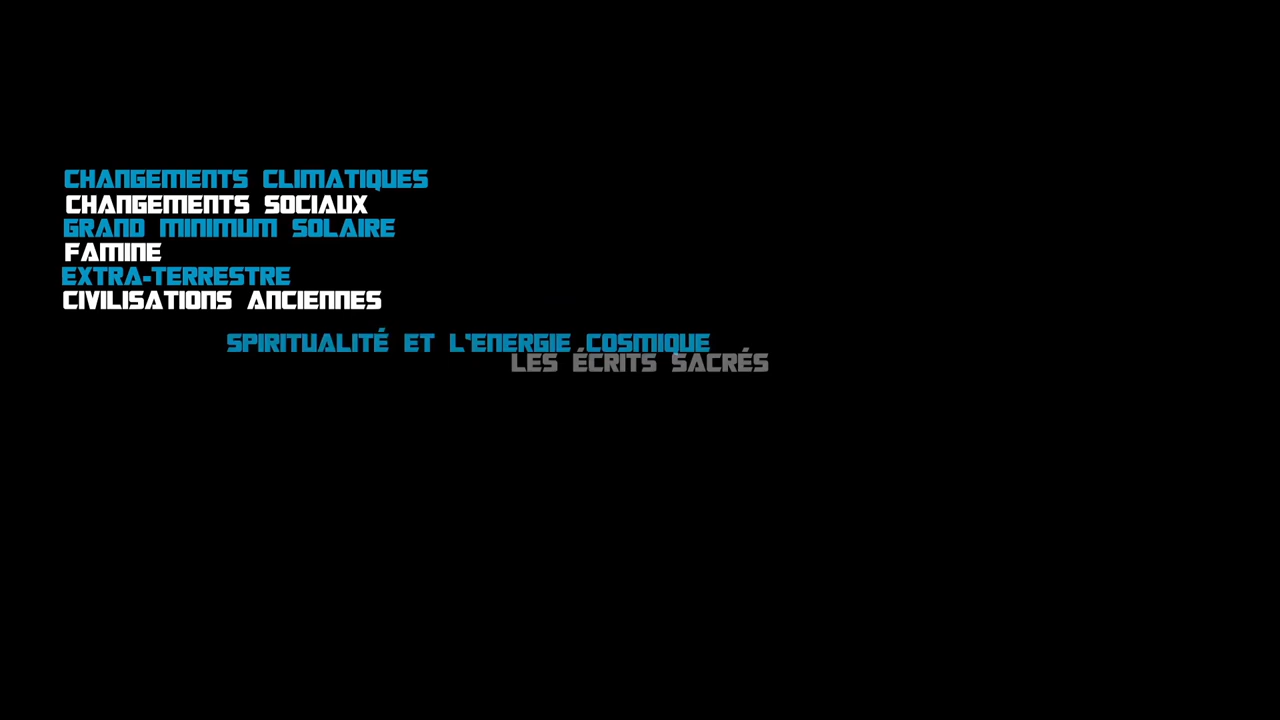 CHANGEMENTS CLIMATIQUES
CHANGEMENTS SOCIAUX
GRAND MINIMUM SOLAIRE
FAMINE
EXTRA-TERRESTRE
CIVILISATIONS ANCIENNES
SPIRITUALITÉ ET L'ENERGIE COSMIQUE
LES ÉCRITS SACRÉS